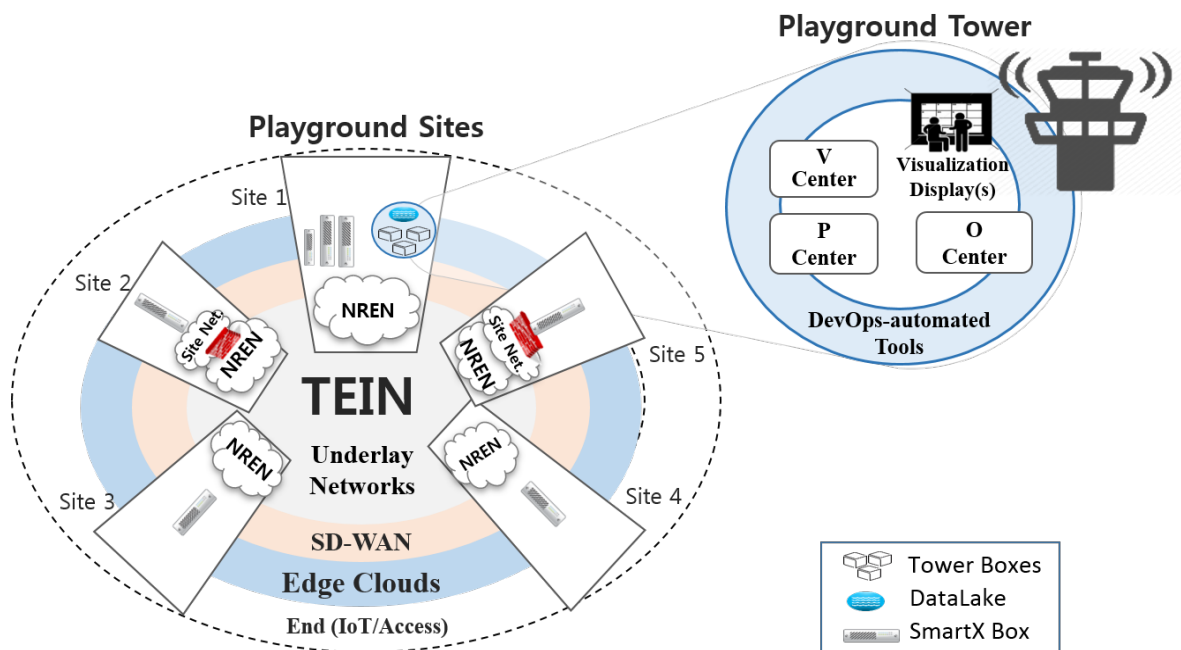 Playground Tower
Playground Sites
V
Center
Visualization
Display(s)
P
Center
O
Center
DevOps-automated
Tools
Site 1
NREN
Site 2
Site Net.
NREN
Site Net.
NREN
Site 5
TEIN
Underlay
Networks
NREN
Site 3
NREN
Site 4
SD-WAN
Edge Clouds
End (IoT/Access)
Tower Boxes
DataLake
SmartX Box